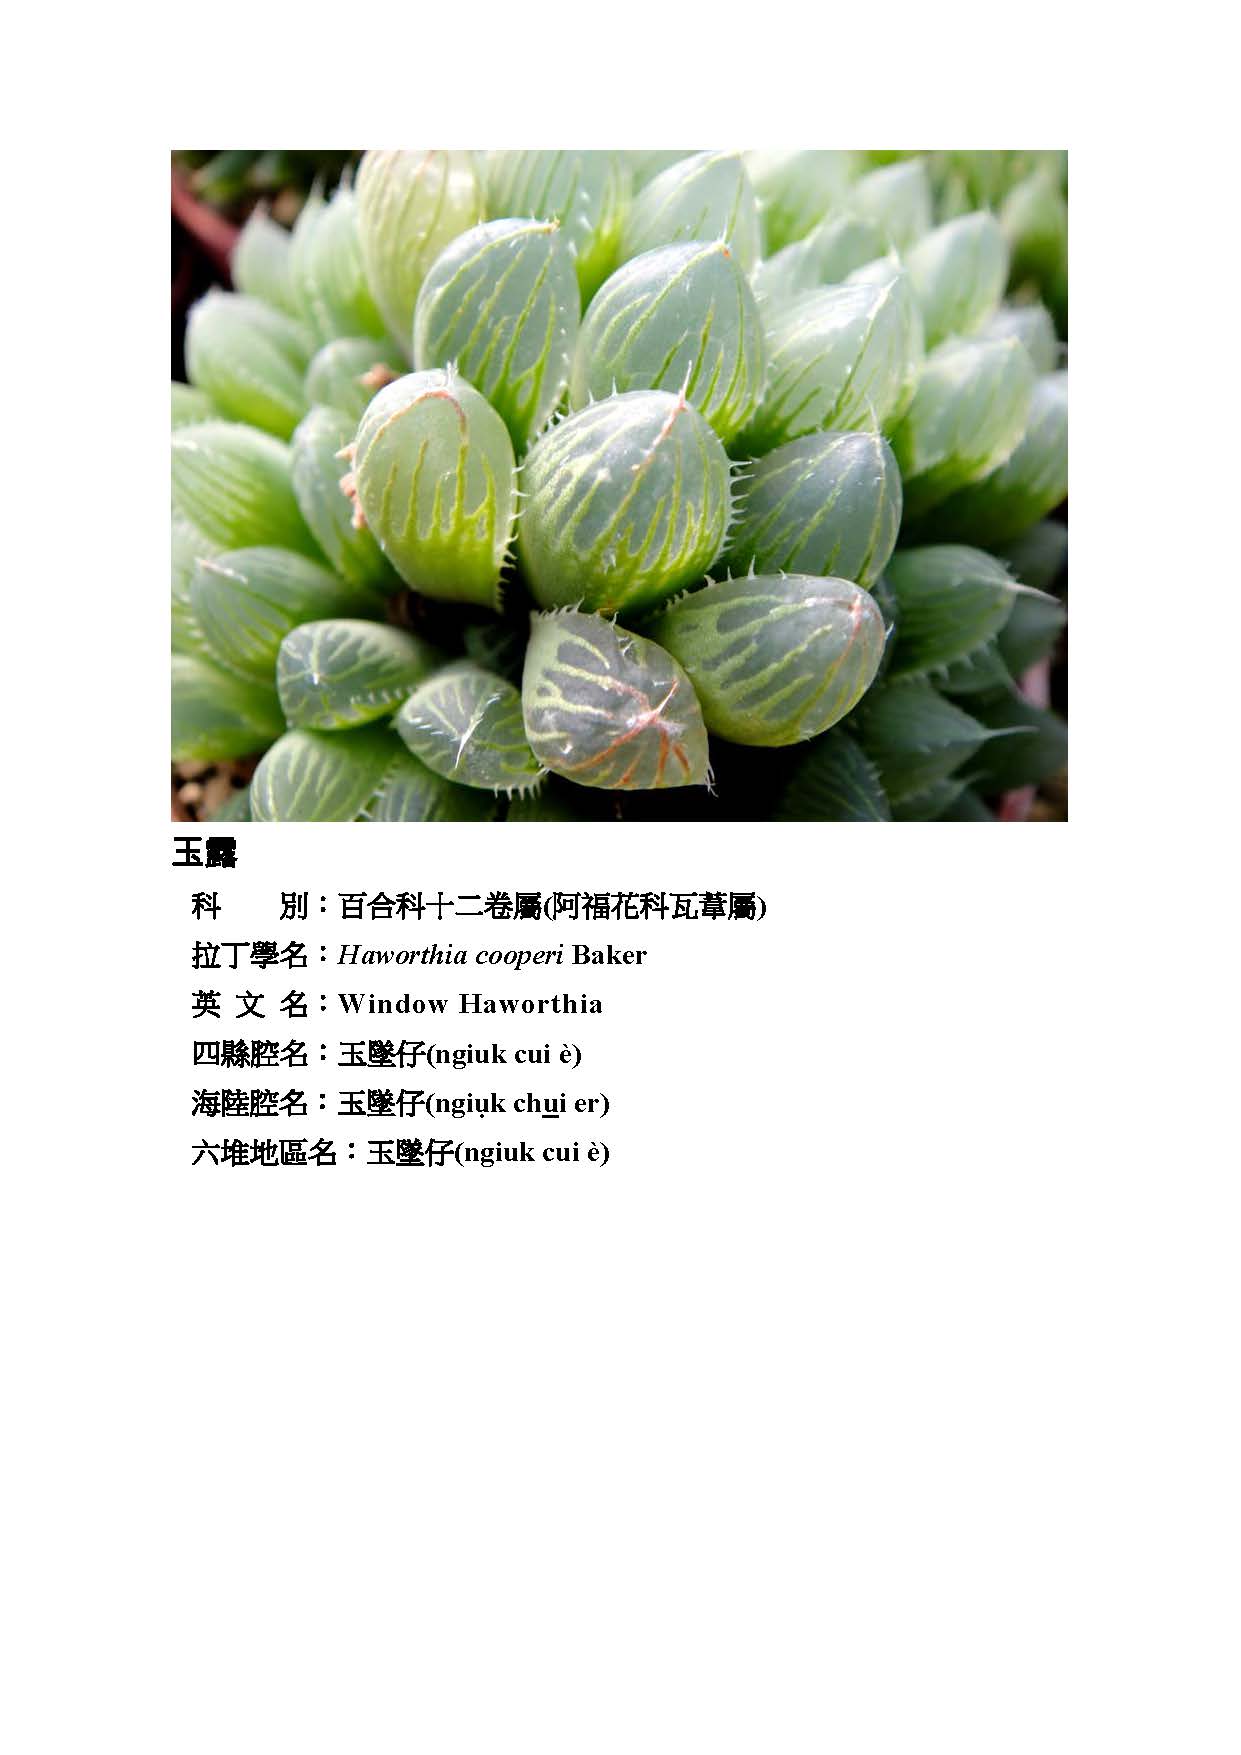 玉露
科　　別：百合科十二卷屬(阿福花科瓦葦屬)
拉丁學名：Haworthia cooperi Baker
英 文 名：Window Haworthia
四縣腔名：玉墜仔(ngiuk cui è)
海陸腔名：玉墜仔(ngiụk chu̲i er)
六堆地區名：玉墜仔(ngiuk cui è)